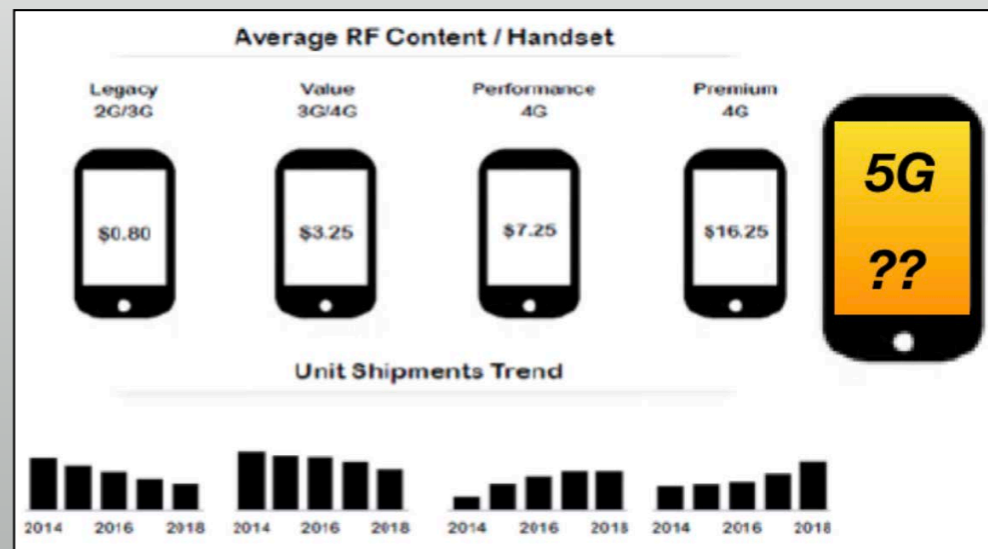 Average RF Content / Handset
Legacy
2G/3G
Value
3G/4G
Performance
4G
Premium
4G
$0.80
$3.25
$7.25
$16.25
5G
??
Unit Shipments Trend
2014 2016 2018
2014 2016 2018
2014 2016 2018
2014 2016 2018